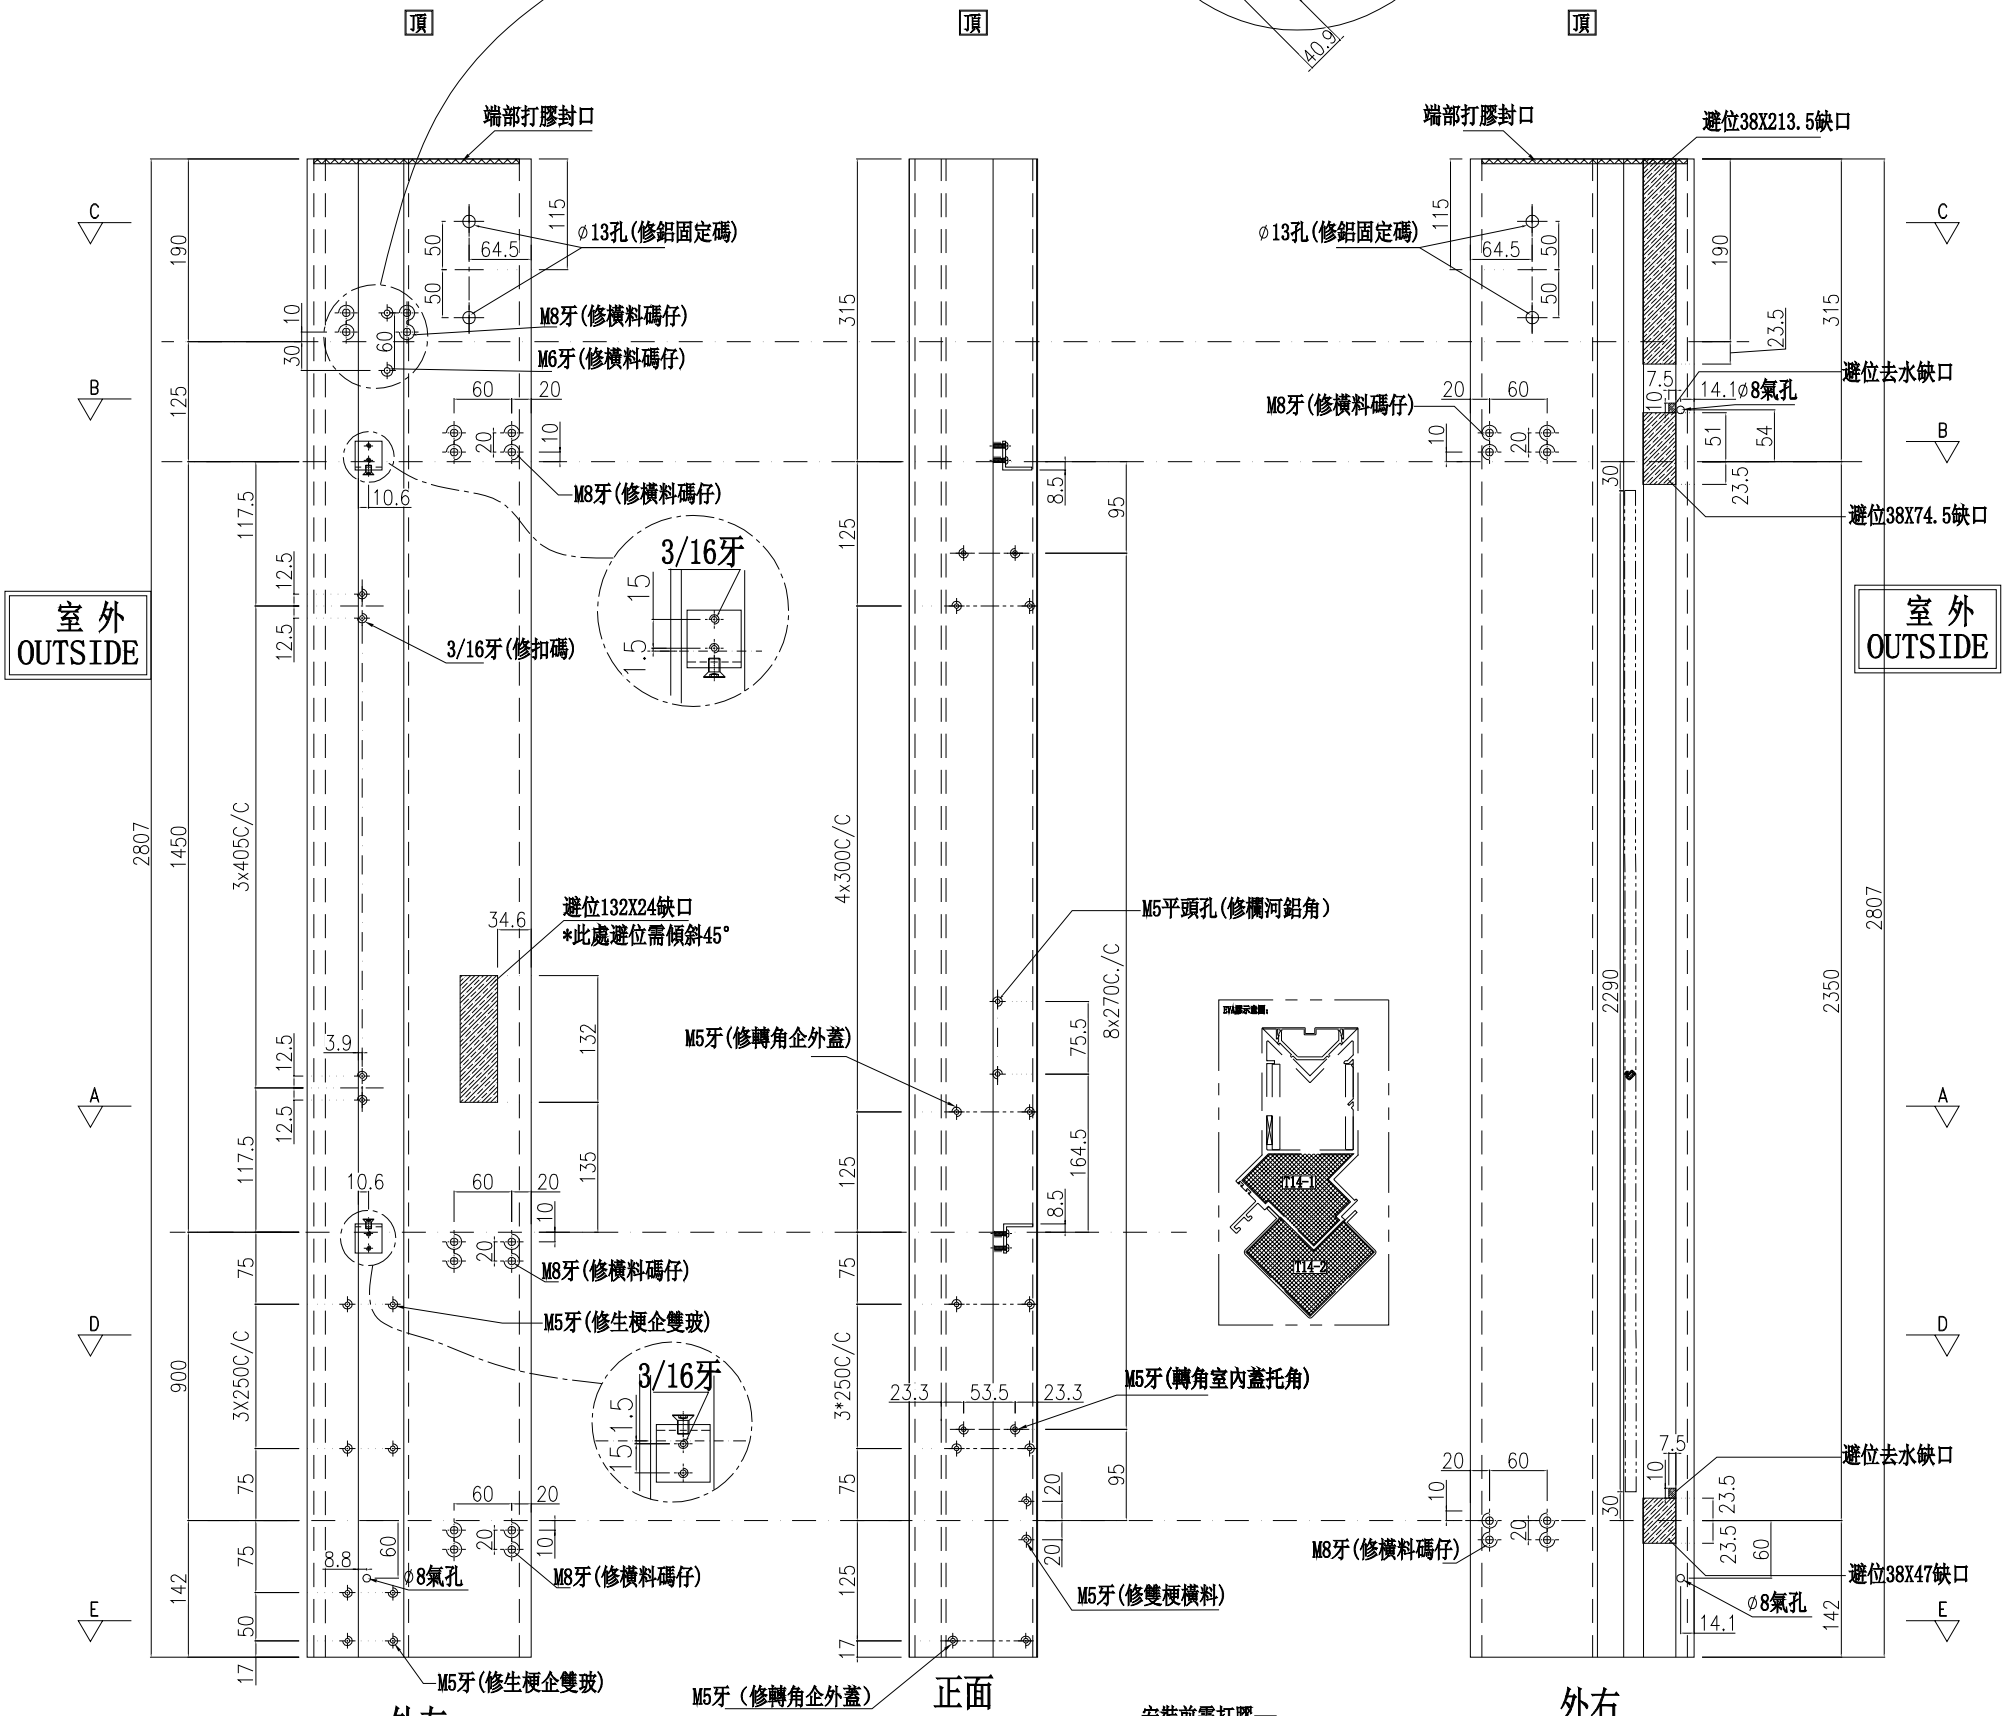 頂
頂
頂
40.9
端部打膠封口
端部打膠封口
避位38X213.5缺口
C
C
190
50
50
64.5
115
∅13孔(修鋁固定碼)
315
∅13孔(修鋁固定碼)
115
64.5
50
50
190
23.5
315
10
30
60
M8牙(修橫料碼仔)
M6牙(修橫料碼仔)
B
125
60
20
20
10
M8牙(修橫料碼仔)
20
60
10
20
7.5
10
14.1
∅8氣孔
避位去水缺口
51
54
B
10.6
M8牙(修橫料碼仔)
8.5
95
30
23.5
避位38X74.5缺口
117.5
125
12.5
12.5
3/16牙
15
1.5
3/16牙(修扣碼)
室外
OUTSIDE
室外
OUTSIDE
2807
1450
3x405C/C
4x300C/C
34.6
避位132X24缺口
*此處避位需傾斜45°
M5平頭孔(修欄河鋁角)
8x270C./C
2290
2350
2807
132
12.5
3.9
12.5
M5牙(修轉角企外蓋)
75.5
EVA膠示意圖:
A
A
117.5
135
125
164.5
T14-1
T14-2
10.6
60
20
10
20
8.5
M8牙(修橫料碼仔)
75
75
M5牙(修生梗企雙玻)
D
D
900
3X250C/C
3/16牙
1.5
15
3*250C/C
23.3
53.5
23.3
M5牙(轉角室內蓋托角)
95
75
75
60
20
20
10
M8牙(修橫料碼仔)
20
20
M5牙(修雙梗橫料)
20
60
10
20
M8牙(修橫料碼仔)
30
7.5
10
避位去水缺口
23.5
23.5
60
避位38X47缺口
∅8氣孔
14.1
142
75
8.8
60
∅8氣孔
142
125
E
E
50
17
17
M5牙(修生梗企雙玻)
M5牙(修轉角企外蓋)
正面
安裝前需打膠
外左
外右